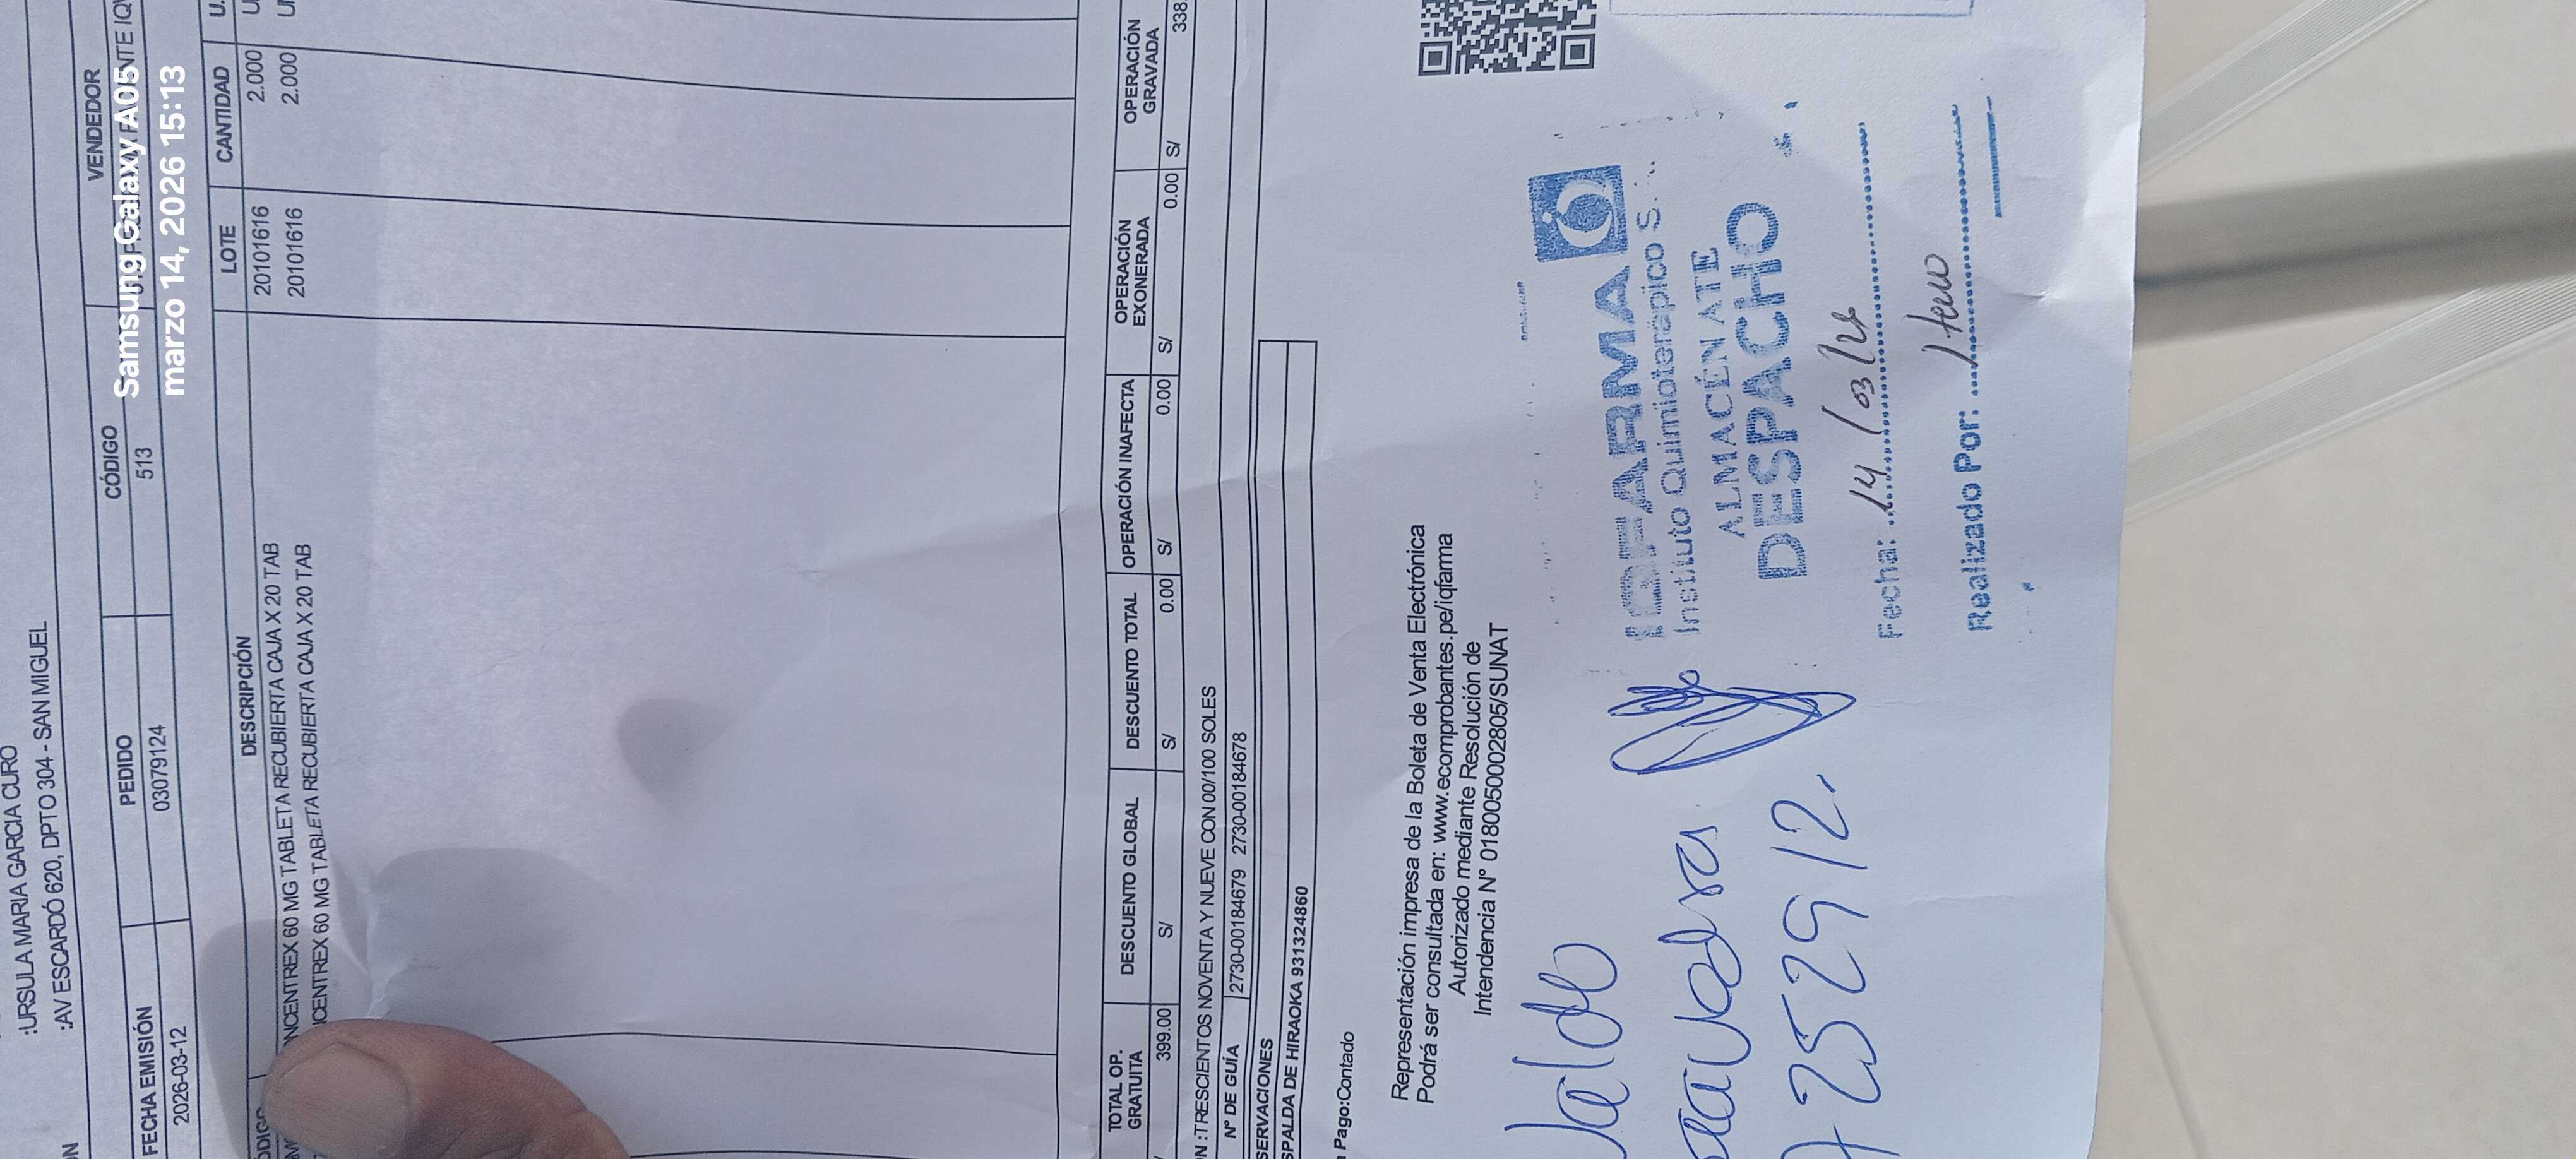 :URSULA MARIA GARCIA CURO
:AV ESCARDÓ 620, DPTO 304 - SAN MIGUEL
FECHA EMISIÓN PEDIDO CÓDIGO VENDEDOR
2026-03-12 03079124 513
Samsung Galaxy A05
marzo 14, 2026 15:13
DESCRIPCIÓN LOTE CANTIDAD U.
NCENTREX 60 MG TABLETA RECUBIERTA CAJA X 20 TAB 20101616 2.000
CENTREX 60 MG TABLETA RECUBIERTA CAJA X 20 TAB 20101616 2.000
TOTAL OP. GRATUITA DESCUENTO GLOBAL DESCUENTO TOTAL OPERACIÓN INAFECTA OPERACIÓN EXONERADA OPERACIÓN GRAVADA
399.00 S/ S/ 0.00 S/ 0.00 S/ 0.00 S/ 338
N :TRESCIENTOS NOVENTA Y NUEVE CON 00/100 SOLES
N° DE GUÍA 2730-00184679 2730-00184678
SERVACIONES
SPALDA DE HIRAOKA 931324860
Pago:Contado
Representación impresa de la Boleta de Venta Electrónica
Podrá ser consultada en: www.ecomprobantes.pe/iqfama
Autorizado mediante Resolución de
Intendencia N° 0180050002805/SUNAT
IQFARMA
Instituto Quimioterápico S.
ALMACÉN ATE
DESPACHO
Fecha: 14/03/26
Realizado Por:
252912.